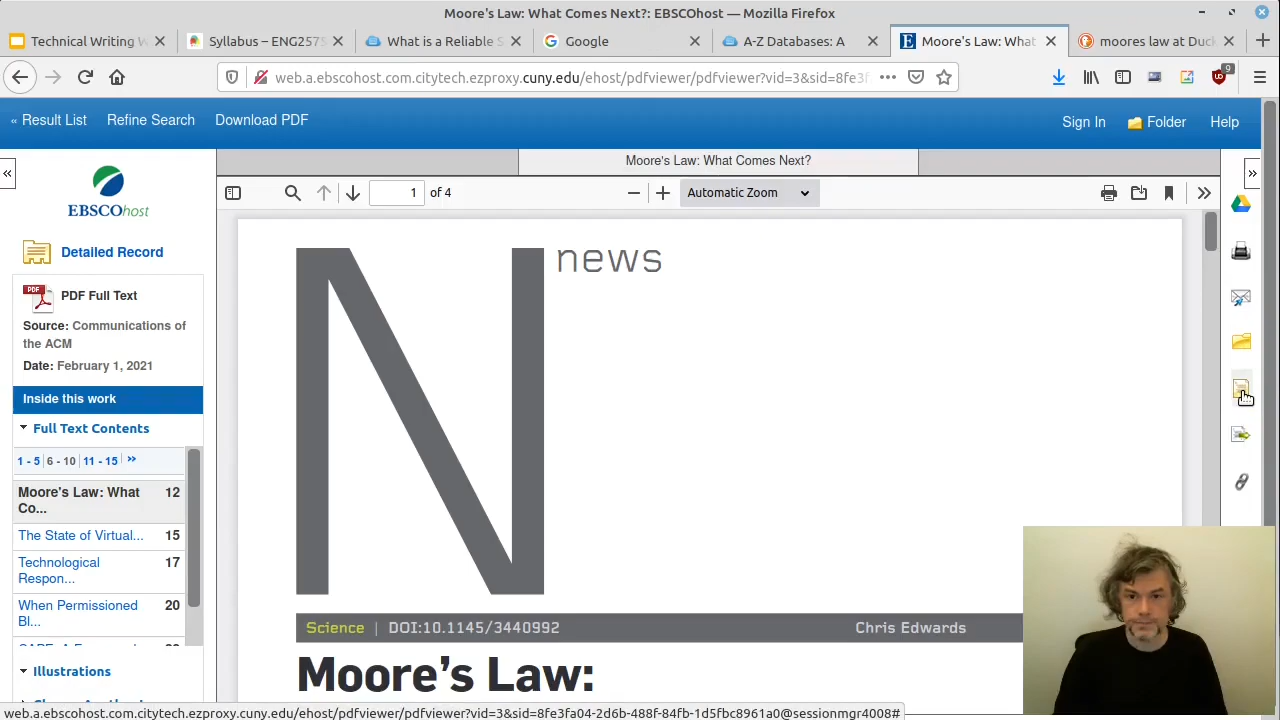 Moore's Law: What Comes Next?: EBSCOhost — Mozilla Firefox
Technical Writing W
Syllabus – ENG2575
What is a Reliable S
Google
A-Z Databases: A
Moore's Law: What
moores law at Duck
web.a.ebscohost.com.citytech.ezproxy.cuny.edu/ehost/pdfviewer/pdfviewer?vid=3&sid=8fe3f
9
« Result List
Refine Search
Download PDF
Sign In
Folder
Help
Moore's Law: What Comes Next?
1 of 4
Automatic Zoom
EBSCOhost
Detailed Record
PDF
PDF Full Text
Source: Communications of
the ACM
Date: February 1, 2021
Inside this work
Full Text Contents
1 - 5 6 - 10 11 - 15 »
Moore's Law: What 12
Co...
The State of Virtual... 15
Technological 17
Respon...
When Permissioned 20
Bl...
Illustrations
N news
Science | DOI:10.1145/3440992 Chris Edwards
Moore's Law:
web.a.ebscohost.com.citytech.ezproxy.cuny.edu/ehost/pdfviewer/pdfviewer?vid=3&sid=8fe3fa04-2d6b-488f-84fb-1d5fbc8961a0@sessionmgr4008#